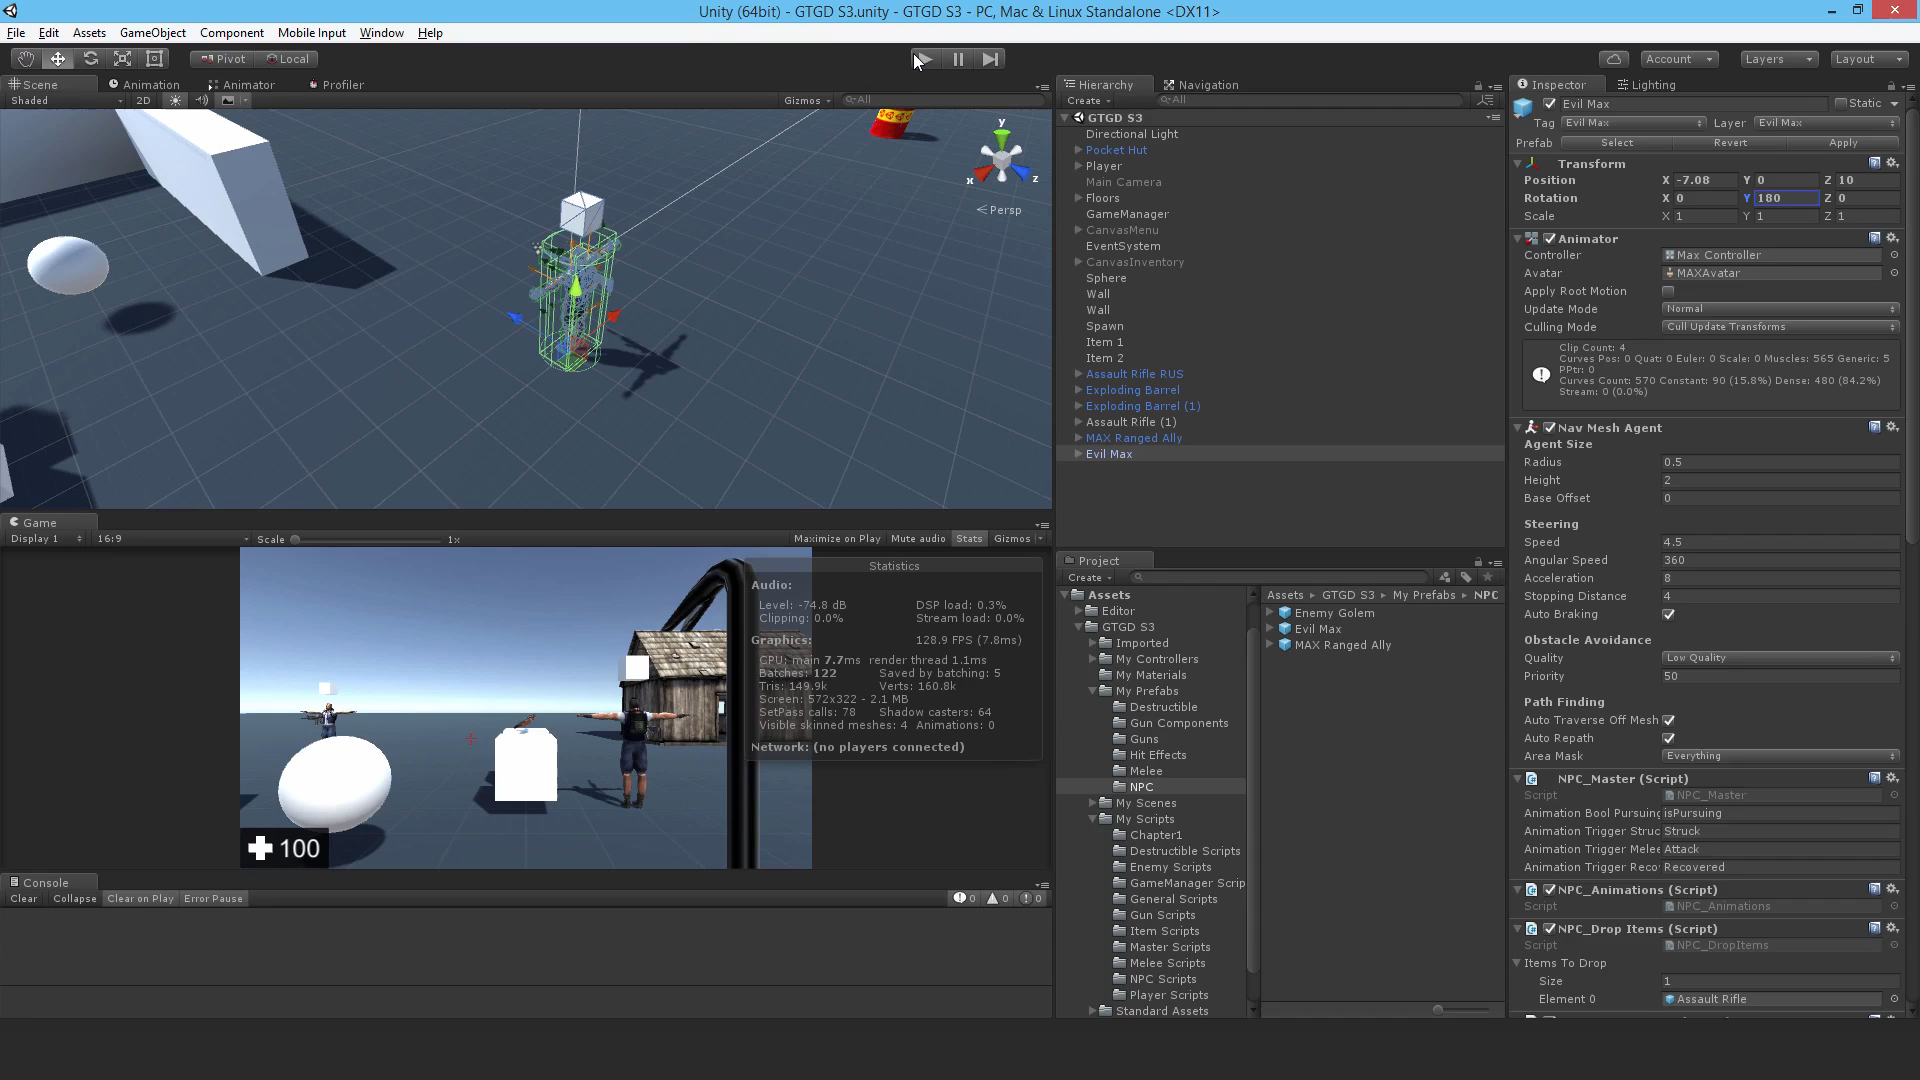 Unity (64bit) - GTGD S3.unity - GTGD S3 - PC, Mac & Linux Standalone <DX11>
File Edit Assets GameObject Component Mobile Input Window Help
Pivot Local
Account Layers Layout
Scene Animation Animator Profiler
Shaded 2D Gizmos All
y
x z
Persp
Hierarchy Navigation
Create All
GTGD S3
Directional Light
Pocket Hut
Player
Main Camera
Floors
GameManager
CanvasMenu
EventSystem
CanvasInventory
Sphere
Wall
Wall
Spawn
Item 1
Item 2
Assault Rifle RUS
Exploding Barrel
Exploding Barrel (1)
Assault Rifle (1)
MAX Ranged Ally
Evil Max
Game
Display 1 16:9 Scale 1x Maximize on Play Mute audio Stats Gizmos
Statistics
Audio:
Level: -74.8 dB DSP load: 0.3%
Clipping: 0.0% Stream load: 0.0%
Graphics: 128.9 FPS (7.8ms)
CPU: main 7.7ms render thread 1.1ms
Batches: 122 Saved by batching: 5
Tris: 149.9k Verts: 160.8k
Screen: 572x322 - 2.1 MB
SetPass calls: 78 Shadow casters: 64
Visible skinned meshes: 4 Animations: 0
Network: (no players connected)
100
Console
Clear Collapse Clear on Play Error Pause 0 0 0
Project
Create
Assets
Editor
GTGD S3
Imported
My Controllers
My Materials
My Prefabs
Destructible
Gun Components
Guns
Hit Effects
Melee
NPC
My Scenes
My Scripts
Chapter1
Destructible Scripts
Enemy Scripts
GameManager Scrip
General Scripts
Gun Scripts
Item Scripts
Master Scripts
Melee Scripts
NPC Scripts
Player Scripts
Standard Assets
Assets GTGD S3 My Prefabs NPC
Enemy Golem
Evil Max
MAX Ranged Ally
Inspector Lighting
Evil Max Static
Tag Evil Max Layer Evil Max
Prefab Select Revert Apply
Transform
Position X -7.08 Y 0 Z 10
Rotation X 0 Y 180 Z 0
Scale X 1 Y 1 Z 1
Animator
Controller Max Controller
Avatar MAXAvatar
Apply Root Motion
Update Mode Normal
Culling Mode Cull Update Transforms
Clip Count: 4
Curves Pos: 0 Quat: 0 Euler: 0 Scale: 0 Muscles: 565 Generic: 5
PPtr: 0
Curves Count: 570 Constant: 90 (15.8%) Dense: 480 (84.2%)
Stream: 0 (0.0%)
Nav Mesh Agent
Agent Size
Radius 0.5
Height 2
Base Offset 0
Steering
Speed 4.5
Angular Speed 360
Acceleration 8
Stopping Distance 4
Auto Braking
Obstacle Avoidance
Quality Low Quality
Priority 50
Path Finding
Auto Traverse Off Mesh
Auto Repath
Area Mask Everything
NPC_Master (Script)
Script NPC_Master
Animation Bool Pursuing isPursuing
Animation Trigger Struc Struck
Animation Trigger Melee Attack
Animation Trigger Reco Recovered
NPC_Animations (Script)
Script NPC_Animations
NPC_Drop Items (Script)
Script NPC_DropItems
Items To Drop
Size 1
Element 0 Assault Rifle